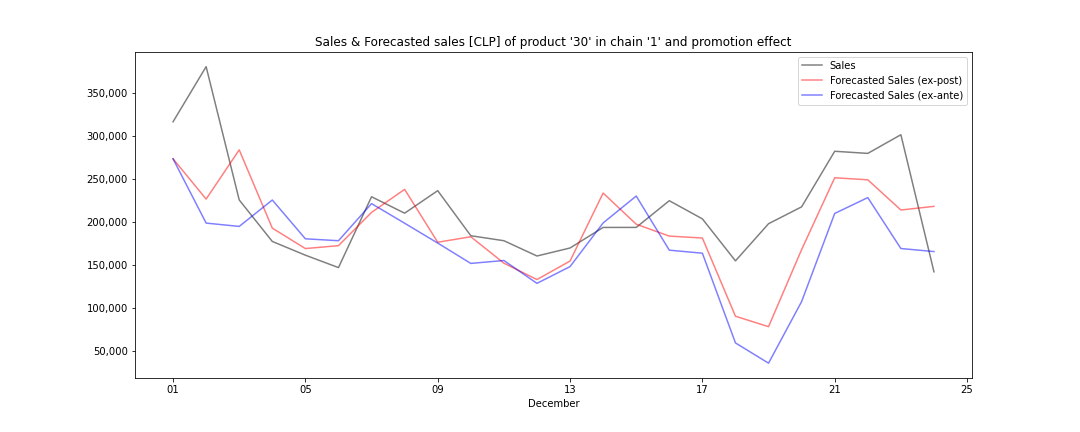 Sales & Forecasted sales [CLP] of product '30' in chain '1' and promotion effect
Sales
Forecasted Sales (ex-post)
Forecasted Sales (ex-ante)
350,000
300,000
250,000
200,000
150,000
100,000
50,000
01 05 09 13 17 21 25
December